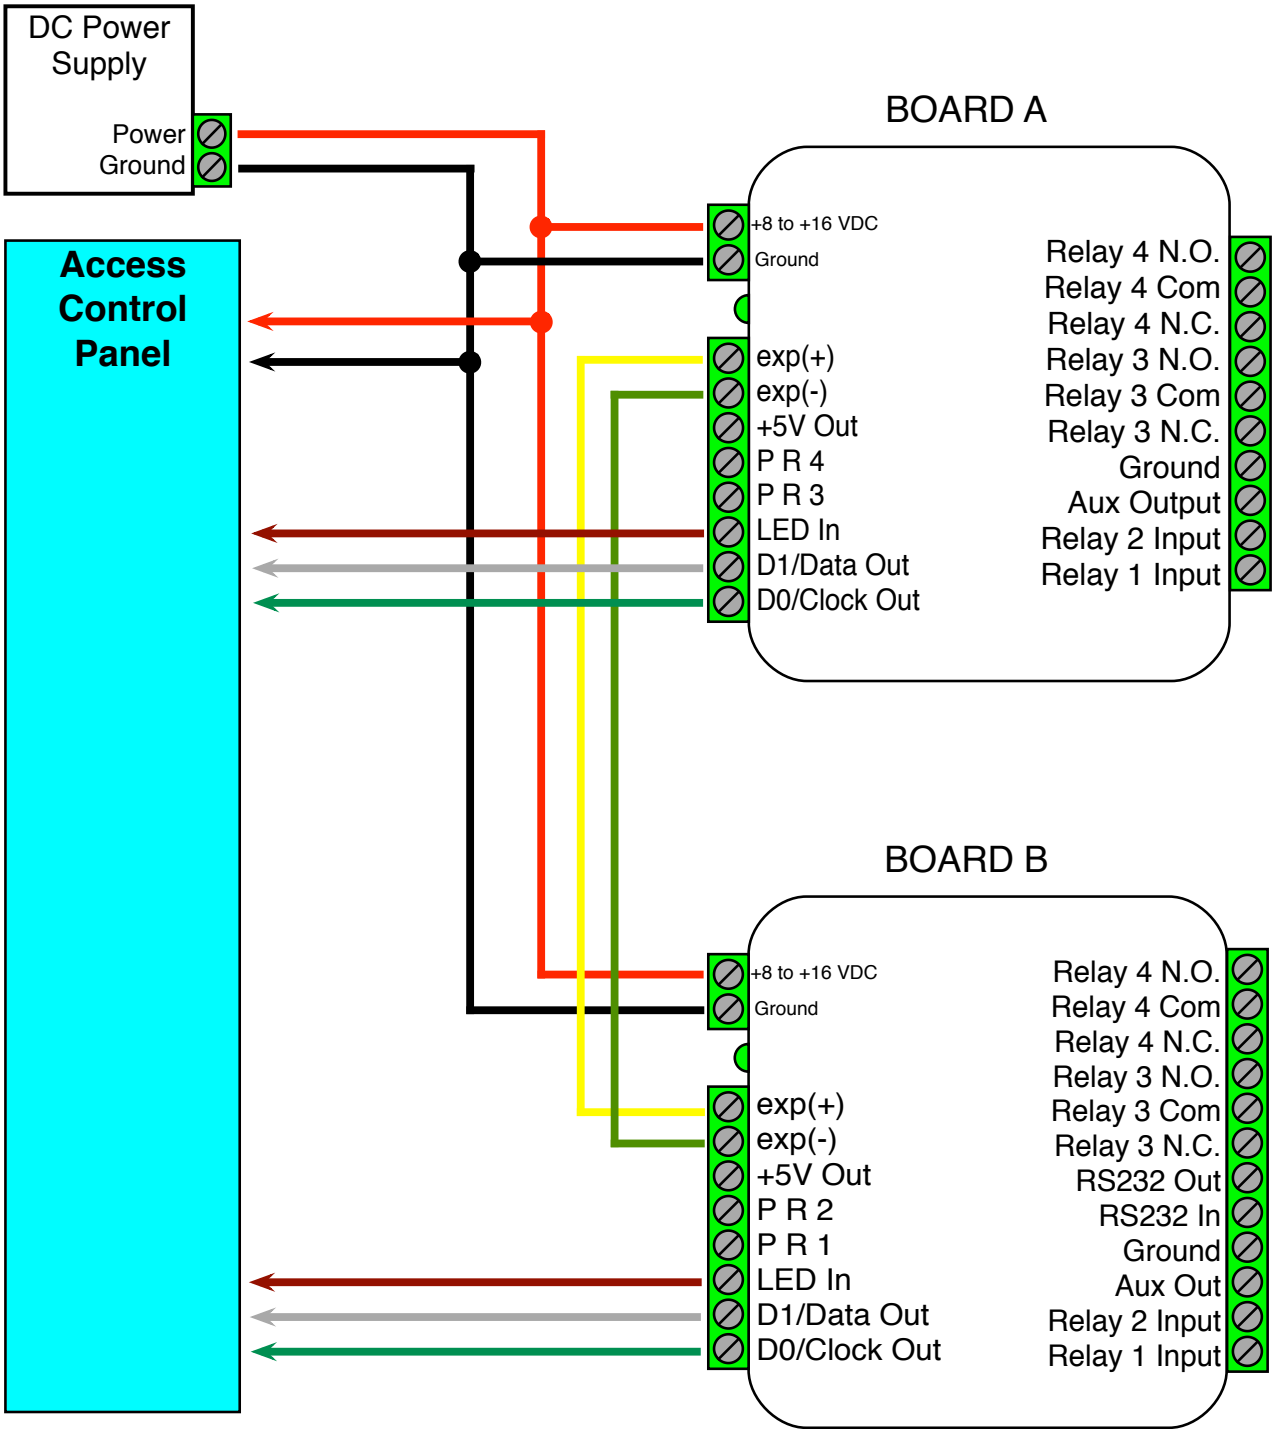 DC Power
Supply
Power
Ground
Access
Control
Panel
BOARD A
+8 to +16 VDC
Ground
exp(+)
exp(-)
+5V Out
P R 4
P R 3
LED In
D1/Data Out
D0/Clock Out
Relay 4 N.O.
Relay 4 Com
Relay 4 N.C.
Relay 3 N.O.
Relay 3 Com
Relay 3 N.C.
Ground
Aux Output
Relay 2 Input
Relay 1 Input
BOARD B
+8 to +16 VDC
Ground
exp(+)
exp(-)
+5V Out
P R 2
P R 1
LED In
D1/Data Out
D0/Clock Out
Relay 4 N.O.
Relay 4 Com
Relay 4 N.C.
Relay 3 N.O.
Relay 3 Com
Relay 3 N.C.
RS232 Out
RS232 In
Ground
Aux Out
Relay 2 Input
Relay 1 Input